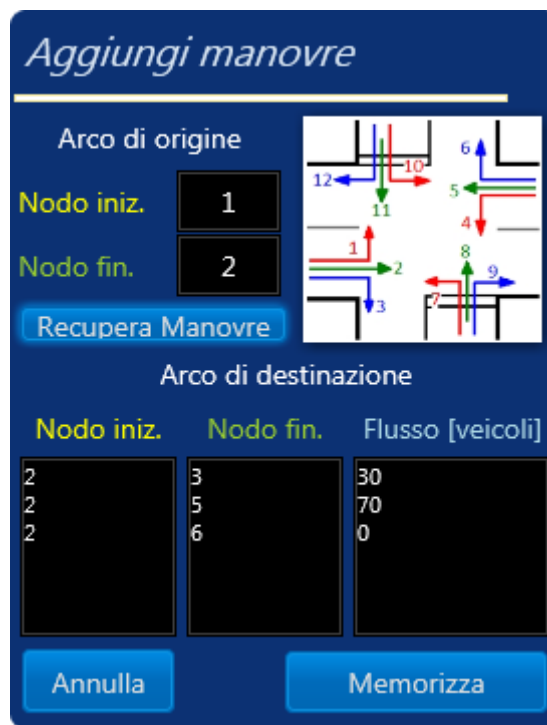 Aggiungi manovre
Arco di origine
Nodo iniz. 1
Nodo fin. 2
Recupera Manovre
6
10
12
5
11
4
1
8
2
9
7
3
Arco di destinazione
Nodo iniz. Nodo fin. Flusso [veicoli]
2 3 30
2 5 70
2 6 0
Annulla Memorizza